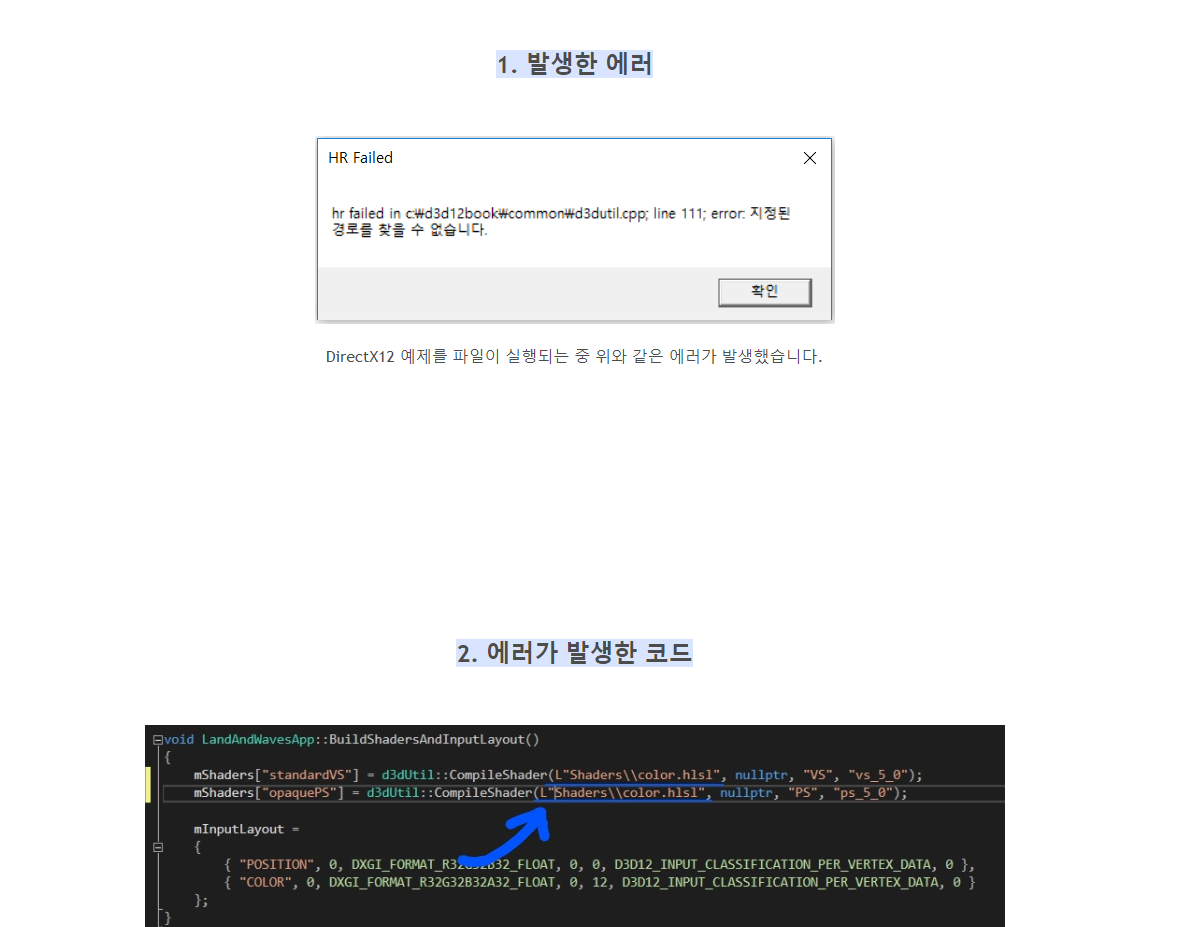 1. 발생한 에러
HR Failed
hr failed in c:₩d3d12book₩common₩d3dutil.cpp; line 111; error: 지정된
경로를 찾을 수 없습니다.
확인
DirectX12 예제를 파일이 실행되는 중 위와 같은 에러가 발생했습니다.
2. 에러가 발생한 코드
void LandAndWavesApp::BuildShadersAndInputLayout()
{
mShaders["standardVS"] = d3dUtil::CompileShader(L"Shaders\\color.hlsl", nullptr, "VS", "vs_5_0");
mShaders["opaquePS"] = d3dUtil::CompileShader(L"Shaders\\color.hlsl", nullptr, "PS", "ps_5_0");
mInputLayout =
{
{ "POSITION", 0, DXGI_FORMAT_R32G32B32_FLOAT, 0, 0, D3D12_INPUT_CLASSIFICATION_PER_VERTEX_DATA, 0 },
{ "COLOR", 0, DXGI_FORMAT_R32G32B32A32_FLOAT, 0, 12, D3D12_INPUT_CLASSIFICATION_PER_VERTEX_DATA, 0 }
};
}